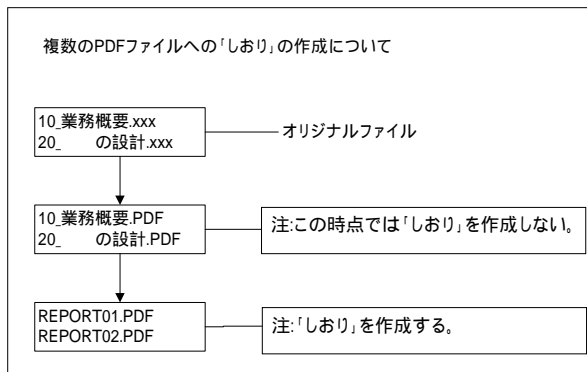 複数のPDFファイルへの「しおり」の作成について
10_業務概要.xxx
20_　　の設計.xxx
オリジナルファイル
10_業務概要.PDF
20_　　の設計.PDF
注:この時点では「しおり」を作成しない。
REPORT01.PDF
REPORT02.PDF
注:「しおり」を作成する。